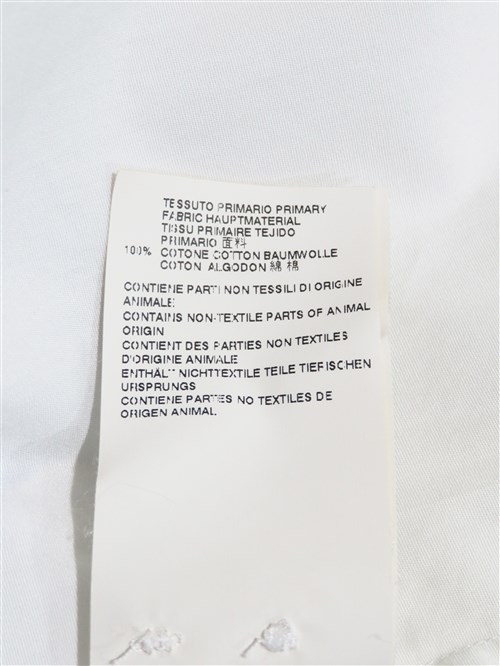 TESSUTO PRIMARIO PRIMARY
FABRIC HAUPTMATERIAL
TISSU PRIMAIRE TEJIDO
PRIMARIO 面料
100% COTONE COTTON BAUMWOLLE
COTON ALGODON 綿 棉
CONTIENE PARTI NON TESSILI DI ORIGINE
ANIMALE:
CONTAINS NON-TEXTILE PARTS OF ANIMAL
ORIGIN
CONTIENT DES PARTIES NON TEXTILES
D'ORIGINE ANIMALE
ENTHÄLT NICHTTEXTILE TEILE TIERISCHEN
URSPRUNGS
CONTIENE PARTES NO TEXTILES DE
ORIGEN ANIMAL.